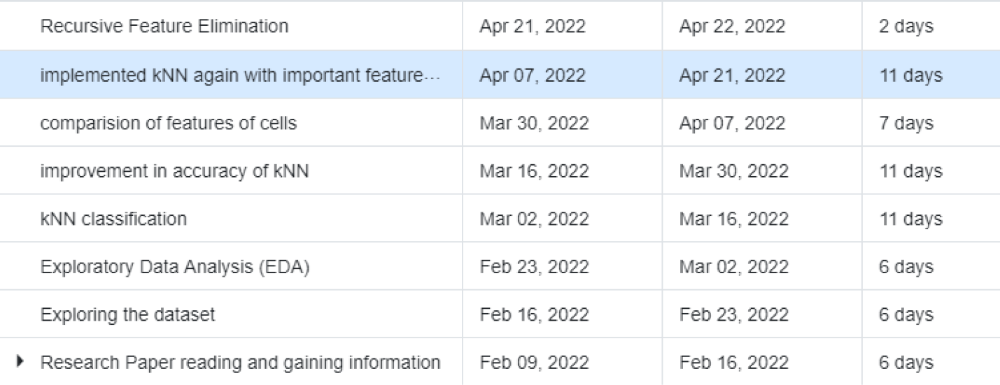 Recursive Feature Elimination Apr 21, 2022 Apr 22, 2022 2 days
implemented kNN again with important feature... Apr 07, 2022 Apr 21, 2022 11 days
comparision of features of cells Mar 30, 2022 Apr 07, 2022 7 days
improvement in accuracy of kNN Mar 16, 2022 Mar 30, 2022 11 days
kNN classification Mar 02, 2022 Mar 16, 2022 11 days
Exploratory Data Analysis (EDA) Feb 23, 2022 Mar 02, 2022 6 days
Exploring the dataset Feb 16, 2022 Feb 23, 2022 6 days
Research Paper reading and gaining information Feb 09, 2022 Feb 16, 2022 6 days